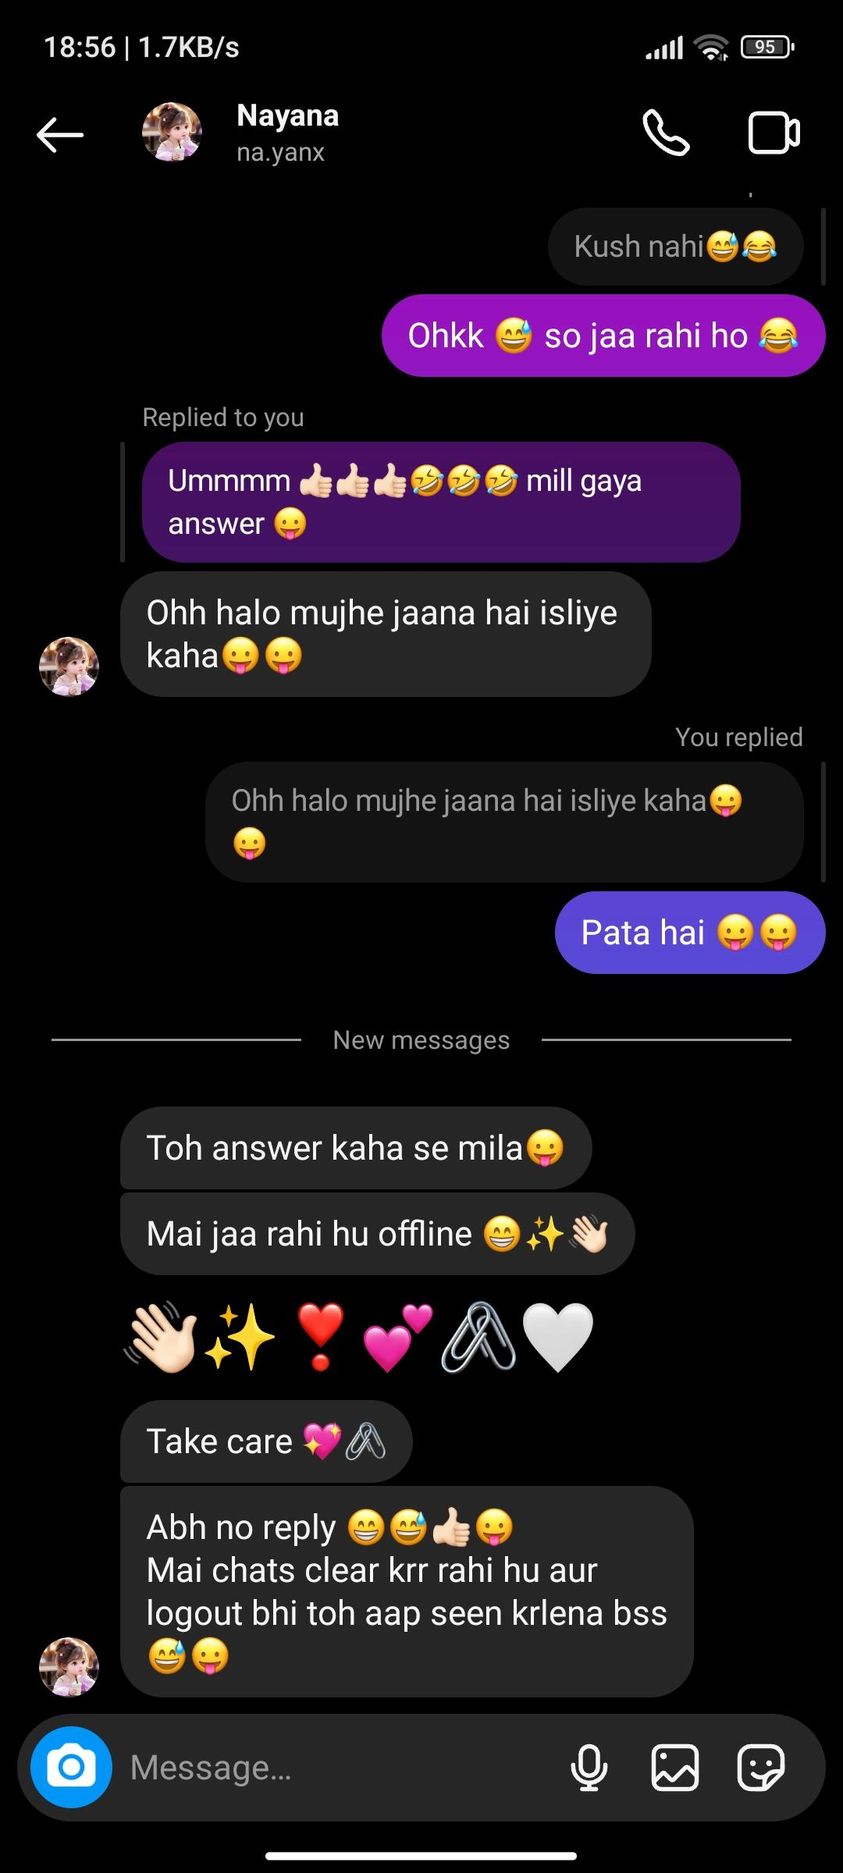 18:56 | 1.7KB/s
95
Nayana
na.yanx
Kush nahi😅😂
Ohkk 😅 so jaa rahi ho 😂
Replied to you
Ummmm 👍🏻👍🏻👍🏻🤣🤣🤣 mill gaya
answer 😛
Ohh halo mujhe jaana hai isliye
kaha😛😛
You replied
Ohh halo mujhe jaana hai isliye kaha😛
😛
Pata hai 😛😛
New messages
Toh answer kaha se mila😛
Mai jaa rahi hu offline 😁✨👋🏻
👋🏻✨❣️💕🖇️🤍
Take care 💖🖇️
Abh no reply 😁😅👍🏻😛
Mai chats clear krr rahi hu aur
logout bhi toh aap seen krlena bss
😅😛
Message...